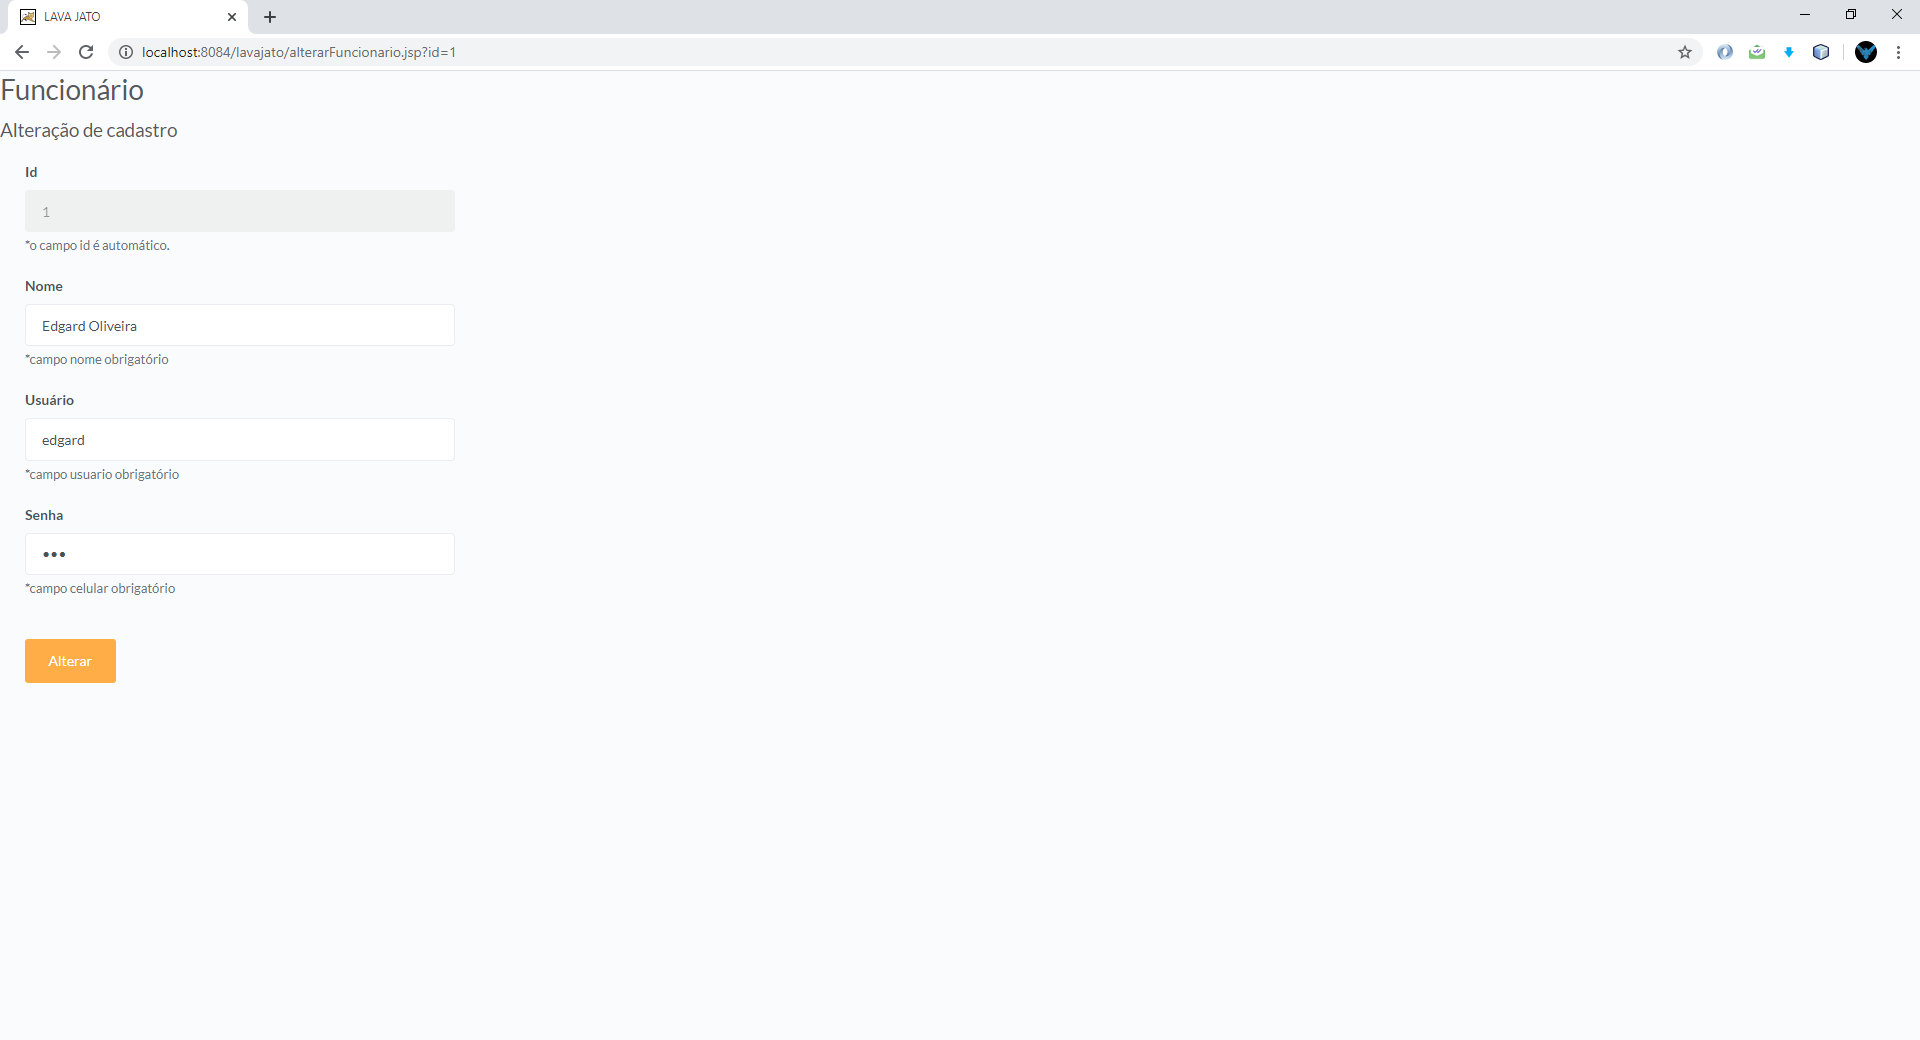 LAVA JATO
localhost:8084/lavajato/alterarFuncionario.jsp?id=1
Funcionário
Alteração de cadastro
Id
1
*o campo id é automático.
Nome
Edgard Oliveira
*campo nome obrigatório
Usuário
edgard
*campo usuario obrigatório
Senha
•••
*campo celular obrigatório
Alterar